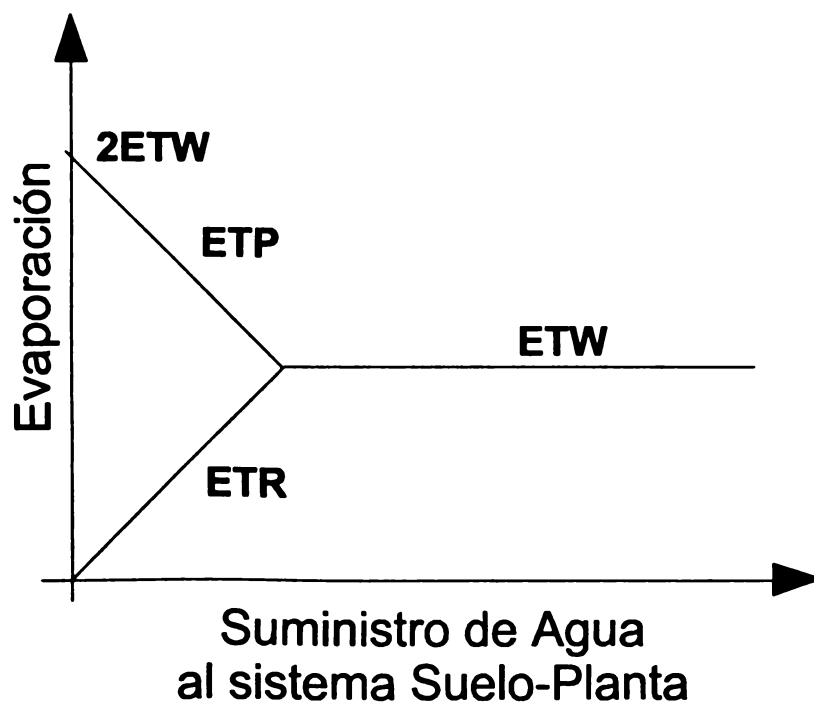 2ETW
ETP
ETW
ETR
Evaporación
Suministro de Agua
al sistema Suelo-Planta